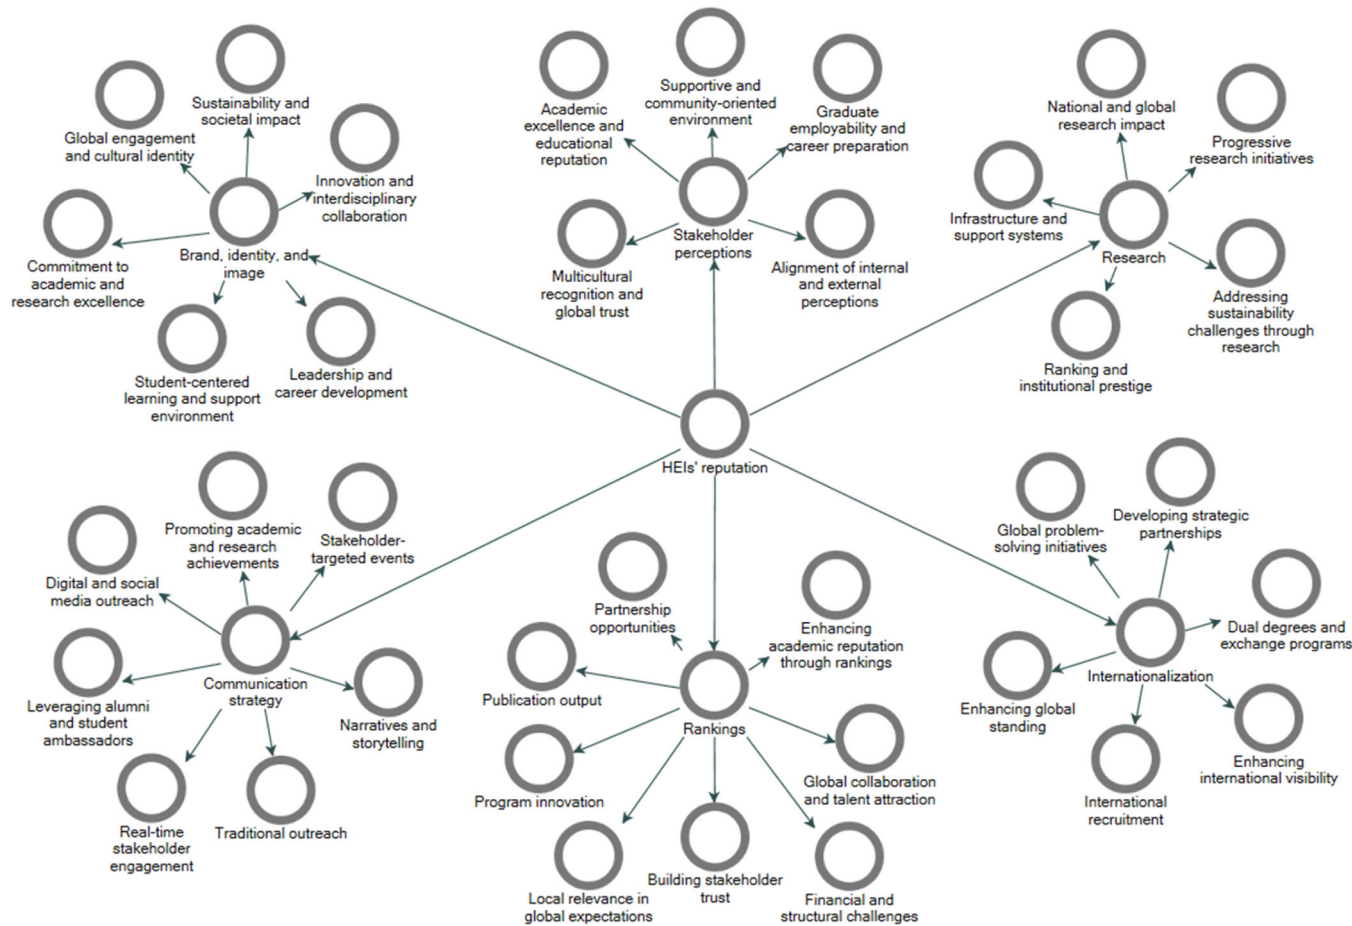 Sustainability and
societal impact
Global engagement
and cultural identity
Innovation and
interdisciplinary
collaboration
Commitment to
academic and
research excellence
Brand, identity, and
image
Student-centered
learning and support
environment
Leadership and
career development
Academic
excellence and
educational
reputation
Supportive and
community-oriented
environment
Graduate
employability and
career preparation
Multicultural
recognition and
global trust
Stakeholder
perceptions
Alignment of internal
and external
perceptions
National and global
research impact
Progressive
research initiatives
Infrastructure and
support systems
Research
Addressing
sustainability
challenges through
research
Ranking and
institutional prestige
HEIs' reputation
Promoting academic
and research
achievements
Stakeholder-
targeted events
Digital and social
media outreach
Leveraging alumni
and student
ambassadors
Communication
strategy
Narratives and
storytelling
Real-time
stakeholder
engagement
Traditional outreach
Partnership
opportunities
Enhancing
academic reputation
through rankings
Publication output
Rankings
Program innovation
Global collaboration
and talent attraction
Local relevance in
global expectations
Building stakeholder
trust
Financial and
structural challenges
Global problem-
solving initiatives
Developing strategic
partnerships
Dual degrees and
exchange programs
Enhancing global
standing
Internationalization
Enhancing
international visibility
International
recruitment